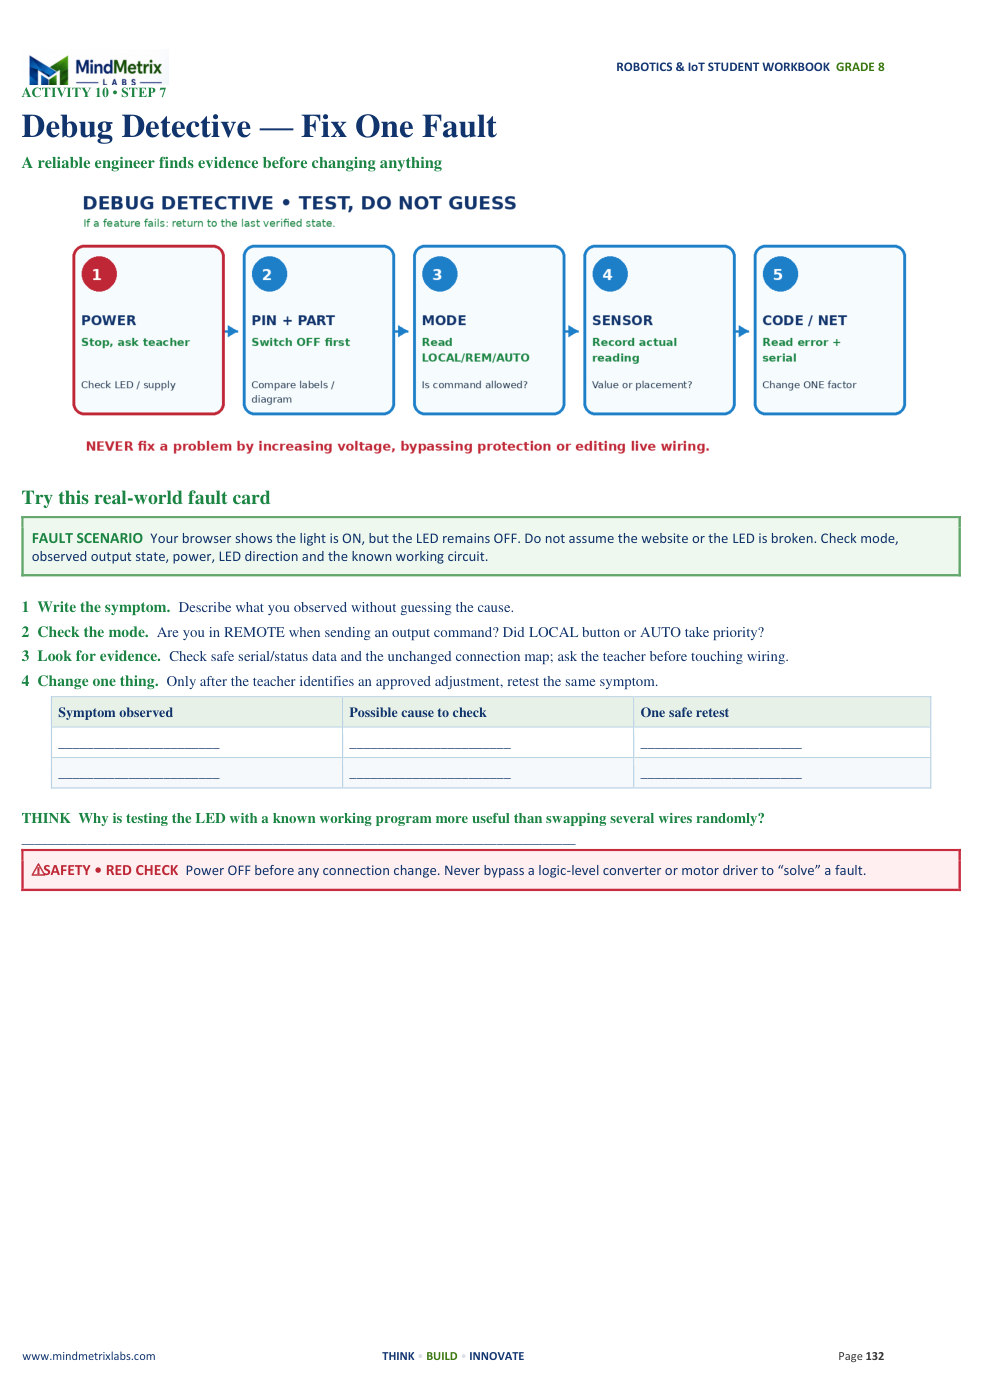 MindMetrix
LABS
ROBOTICS & IoT STUDENT WORKBOOK GRADE 8
ACTIVITY 10 • STEP 7
Debug Detective — Fix One Fault
A reliable engineer finds evidence before changing anything
DEBUG DETECTIVE • TEST, DO NOT GUESS
If a feature fails: return to the last verified state.
1
POWER
Stop, ask teacher
Check LED / supply
2
PIN + PART
Switch OFF first
Compare labels /
diagram
3
MODE
Read
LOCAL/REM/AUTO
Is command allowed?
4
SENSOR
Record actual
reading
Value or placement?
5
CODE / NET
Read error +
serial
Change ONE factor
NEVER fix a problem by increasing voltage, bypassing protection or editing live wiring.
Try this real-world fault card
FAULT SCENARIO Your browser shows the light is ON, but the LED remains OFF. Do not assume the website or the LED is broken. Check mode,
observed output state, power, LED direction and the known working circuit.
1 Write the symptom. Describe what you observed without guessing the cause.
2 Check the mode. Are you in REMOTE when sending an output command? Did LOCAL button or AUTO take priority?
3 Look for evidence. Check safe serial/status data and the unchanged connection map; ask the teacher before touching wiring.
4 Change one thing. Only after the teacher identifies an approved adjustment, retest the same symptom.
Symptom observed Possible cause to check One safe retest
THINK Why is testing the LED with a known working program more useful than swapping several wires randomly?
⚠SAFETY • RED CHECK Power OFF before any connection change. Never bypass a logic-level converter or motor driver to “solve” a fault.
www.mindmetrixlabs.com THINK • BUILD • INNOVATE Page 132